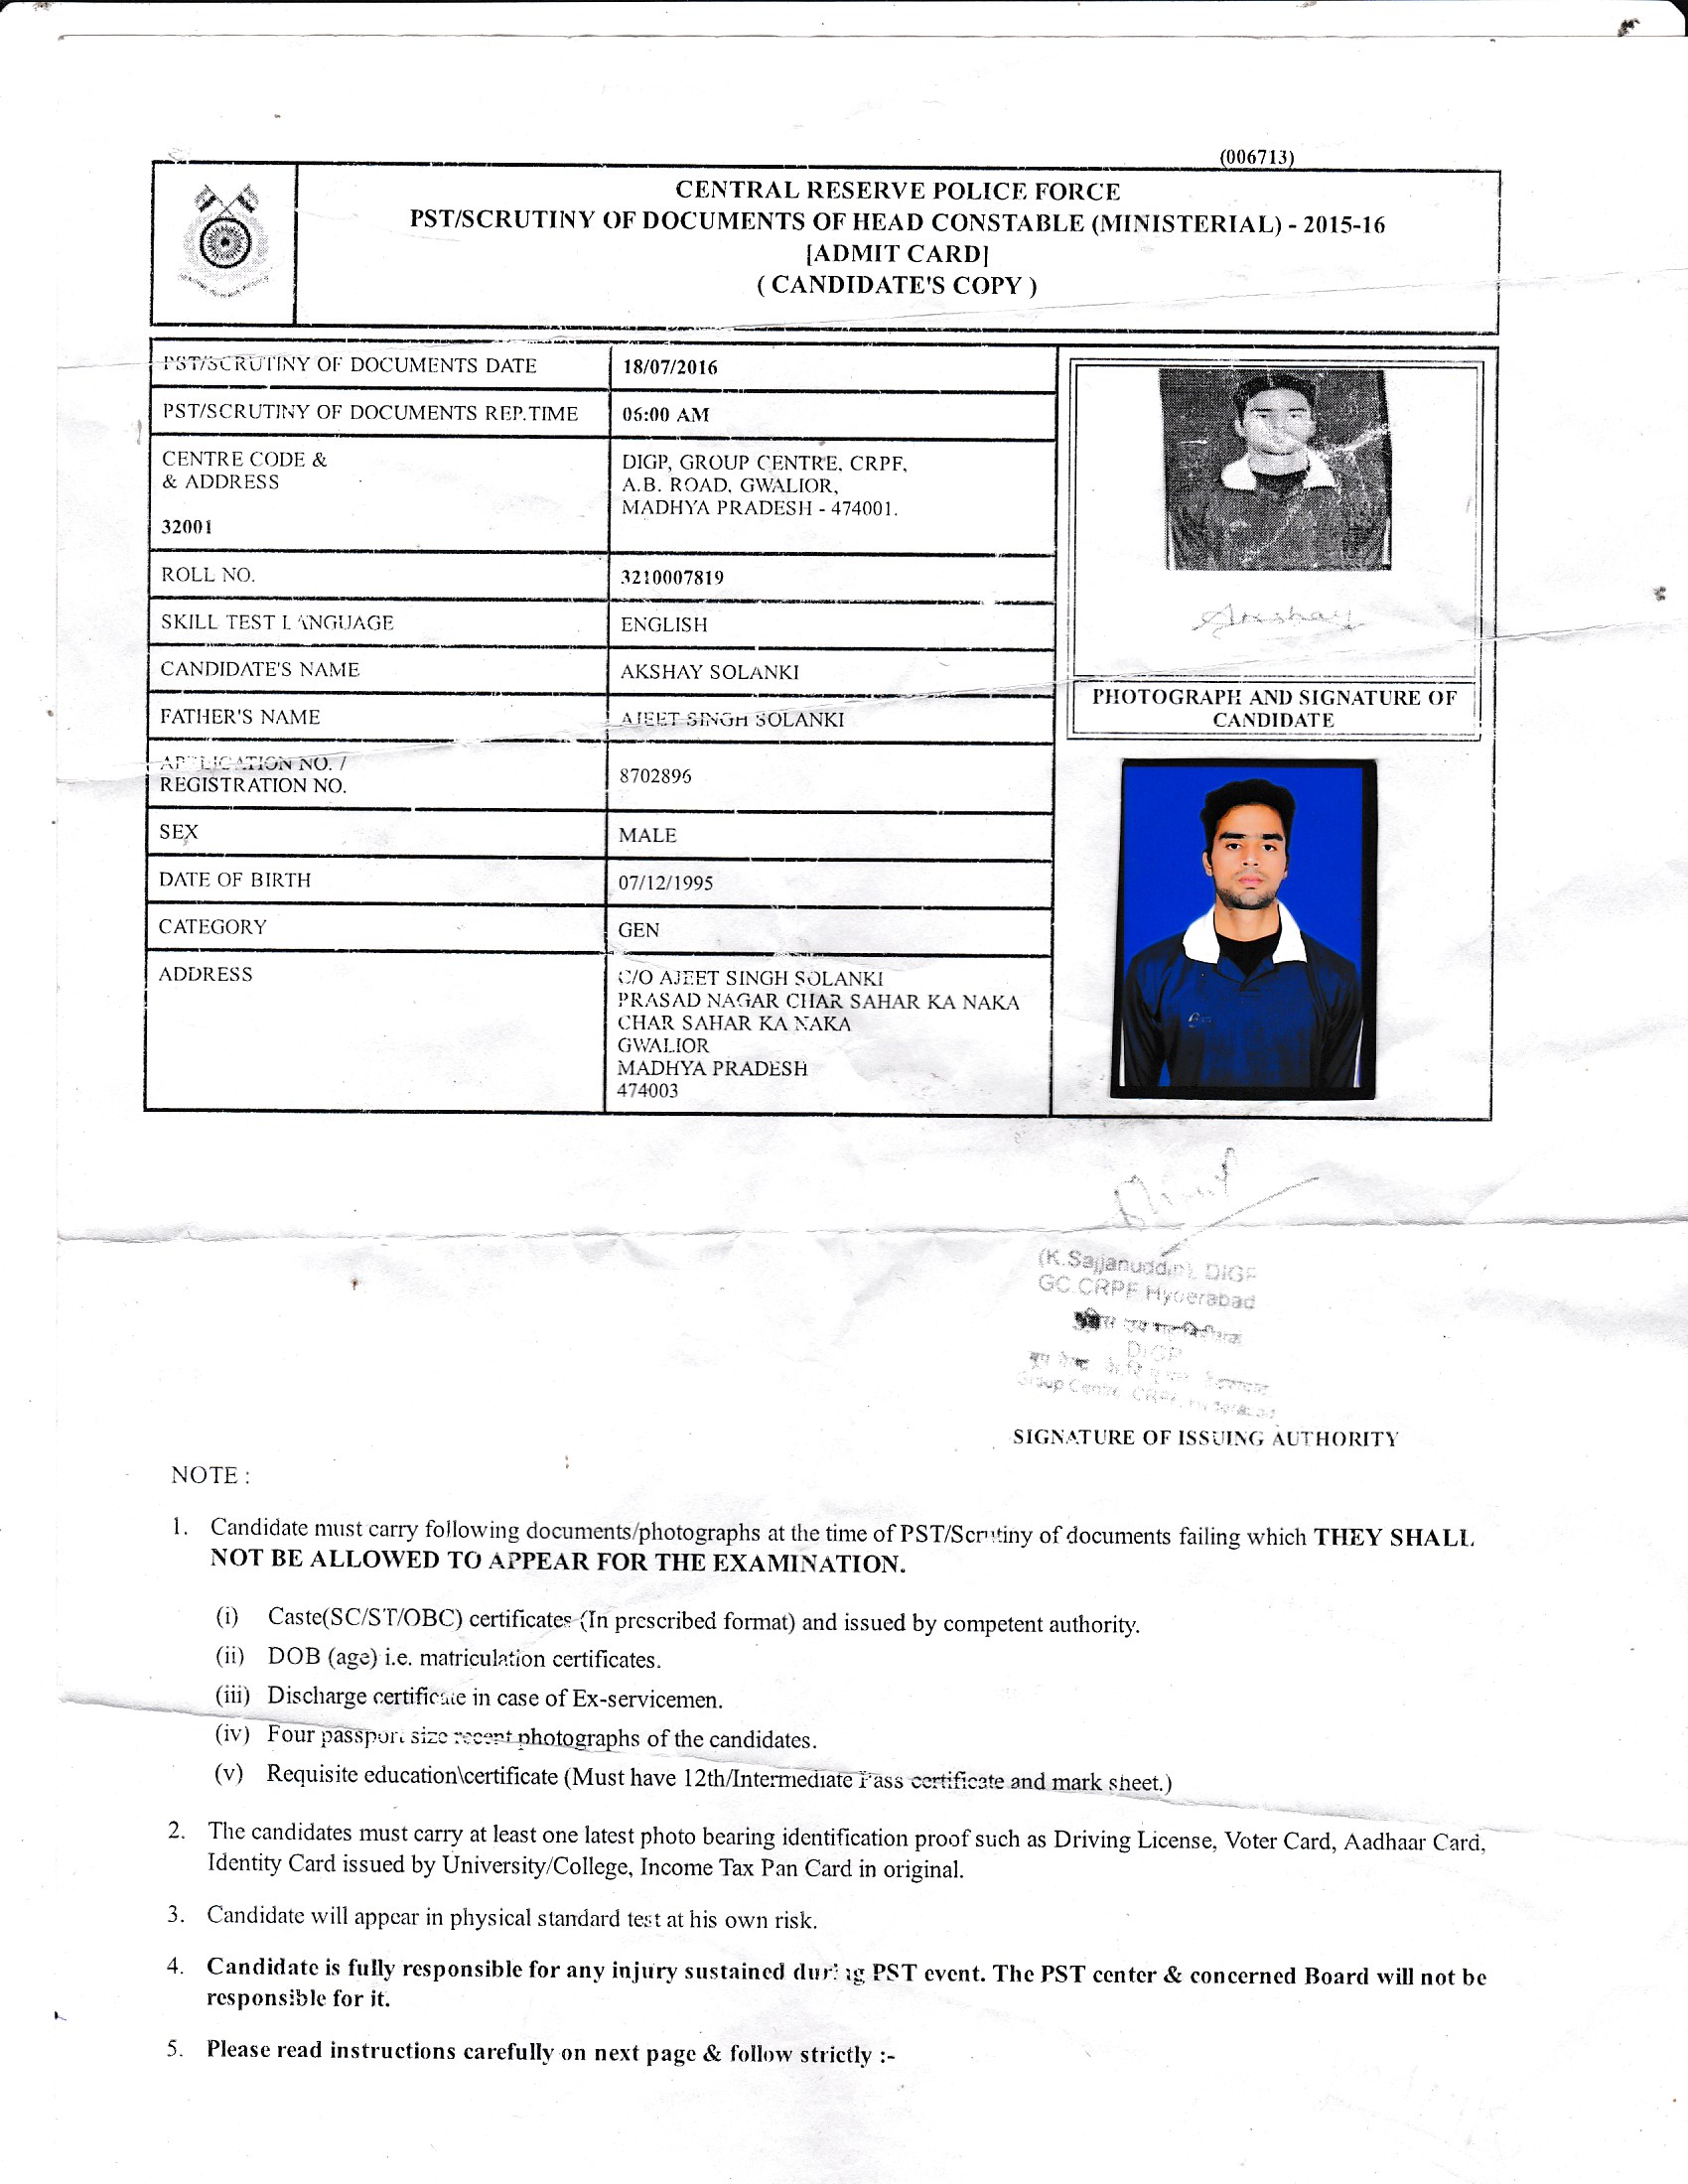 (006713)
CENTRAL RESERVE POLICE FORCE
PST/SCRUTINY OF DOCUMENTS OF HEAD CONSTABLE (MINISTERIAL) - 2015-16
[ADMIT CARD]
( CANDIDATE'S COPY )
PST/SCRUTINY OF DOCUMENTS DATE 18/07/2016
PST/SCRUTINY OF DOCUMENTS REP.TIME 06:00 AM
CENTRE CODE &
& ADDRESS
32001
DIGP, GROUP CENTRE, CRPF,
A.B. ROAD, GWALIOR,
MADHYA PRADESH - 474001.
ROLL NO. 3210007819
SKILL TEST LANGUAGE ENGLISH
CANDIDATE'S NAME AKSHAY SOLANKI
FATHER'S NAME AJEET SINGH SOLANKI
APPLICATION NO. /
REGISTRATION NO.
8702896
SEX MALE
DATE OF BIRTH 07/12/1995
CATEGORY GEN
ADDRESS
C/O AJEET SINGH SOLANKI
PRASAD NAGAR CHAR SAHAR KA NAKA
CHAR SAHAR KA NAKA
GWALIOR
MADHYA PRADESH
474003
Akshay
PHOTOGRAPH AND SIGNATURE OF
CANDIDATE
(K.Sajjanuddin), DIGP
GC CRPF Hyderabad
DIGP
Group Centre CRPF,
SIGNATURE OF ISSUING AUTHORITY
NOTE :
1. Candidate must carry following documents/photographs at the time of PST/Scrutiny of documents failing which THEY SHALL
NOT BE ALLOWED TO APPEAR FOR THE EXAMINATION.
(i) Caste(SC/ST/OBC) certificates (In prescribed format) and issued by competent authority.
(ii) DOB (age) i.e. matriculation certificates.
(iii) Discharge certificate in case of Ex-servicemen.
(iv) Four passport size recent photographs of the candidates.
(v) Requisite education\certificate (Must have 12th/Intermediate Pass certificate and mark sheet.)
2. The candidates must carry at least one latest photo bearing identification proof such as Driving License, Voter Card, Aadhaar Card,
Identity Card issued by University/College, Income Tax Pan Card in original.
3. Candidate will appear in physical standard test at his own risk.
4. Candidate is fully responsible for any injury sustained during PST event. The PST center & concerned Board will not be
responsible for it.
5. Please read instructions carefully on next page & follow strictly :-